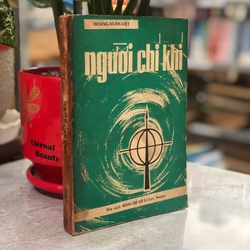 HOÀNG XUÂN VIỆT
người chí khí
Eternal
Beauty